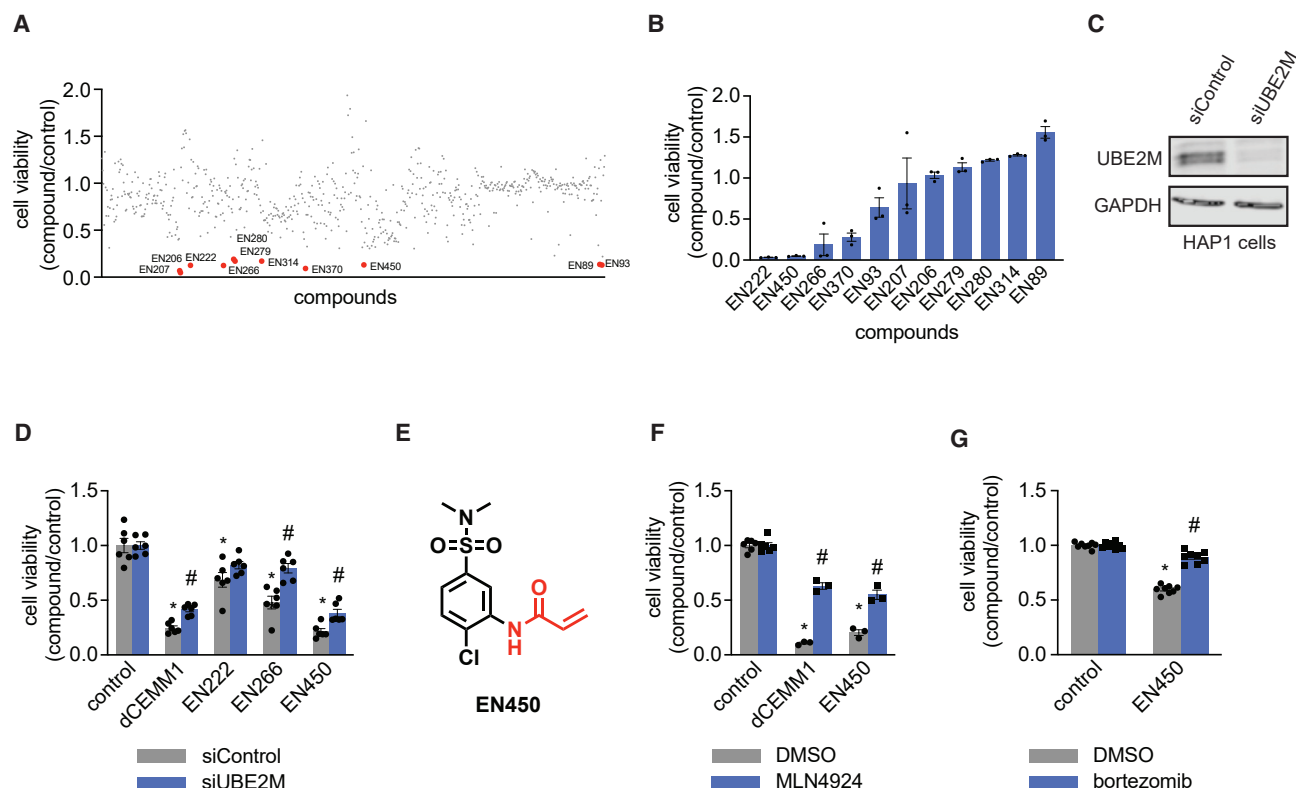 A
cell viability
(compound/control)
2.0
1.5
1.0
0.5
0.0
EN280
EN206
EN222
EN279
EN207
EN266
EN314
EN370
EN450
EN89
EN93
compounds
B
cell viability
(compound/control)
2.0
1.5
1.0
0.5
0.0
EN222
EN450
EN266
EN370
EN93
EN207
EN206
EN279
EN280
EN314
EN89
compounds
C
siControl
siUBE2M
UBE2M
GAPDH
HAP1 cells
D
cell viability
(compound/control)
1.5
1.0
0.5
0.0
* # * * # * #
control
dCEMM1
EN222
EN266
EN450
siControl
siUBE2M
E
N
O=S=O
O
N
H
Cl
EN450
F
cell viability
(compound/control)
1.5
1.0
0.5
0.0
* # * #
control
dCEMM1
EN450
DMSO
MLN4924
G
cell viability
(compound/control)
1.5
1.0
0.5
0.0
* #
control
EN450
DMSO
bortezomib